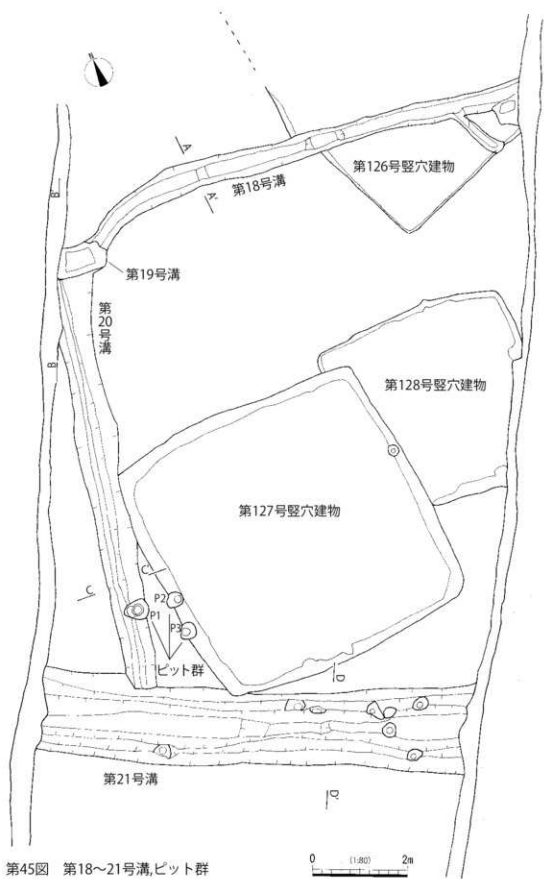 A
第126号竪穴建物
B'
第18号溝
A'
第19号溝
第20号溝
B
第128号竪穴建物
第127号竪穴建物
C'
C
P2
P1
P3
ピット群
D
第21号溝
D'
0 (1:80) 2m
第45図 第18～21号溝,ピット群